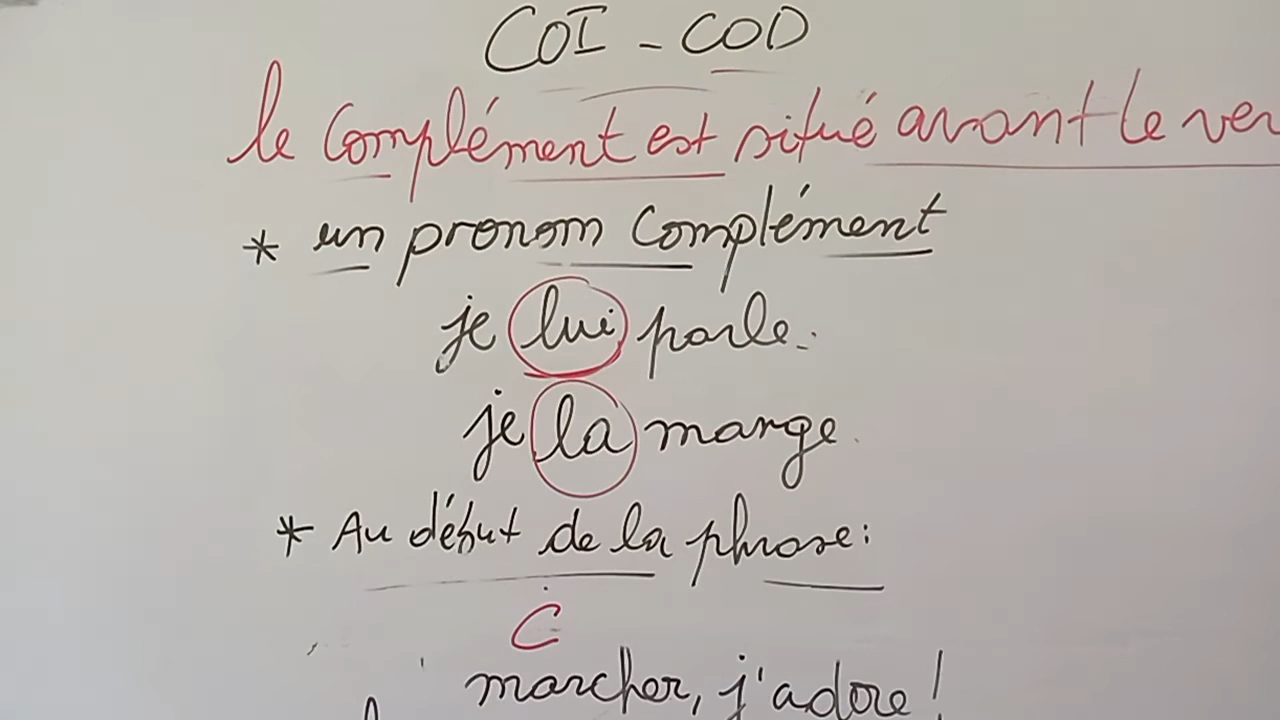 COI - COD
le complément est situé avant le ver
* un pronom complément
je lui parle.
je la mange
* Au début de la phrase:
C
marcher, j'adore!